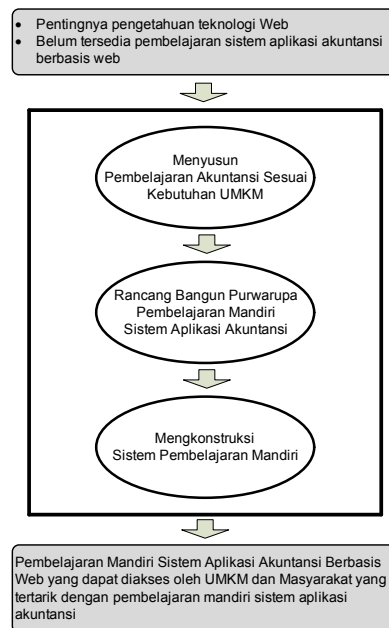 • Pentingnya pengetahuan teknologi Web
• Belum tersedia pembelajaran sistem aplikasi akuntansi
berbasis web
Menyusun
Pembelajaran Akuntansi Sesuai
Kebutuhan UMKM
Rancang Bangun Purwarupa
Pembelajaran Mandiri
Sistem Aplikasi Akuntansi
Mengkonstruksi
Sistem Pembelajaran Mandiri
Pembelajaran Mandiri Sistem Aplikasi Akuntansi Berbasis
Web yang dapat diakses oleh UMKM dan Masyarakat yang
tertarik dengan pembelajaran mandiri sistem aplikasi
akuntansi